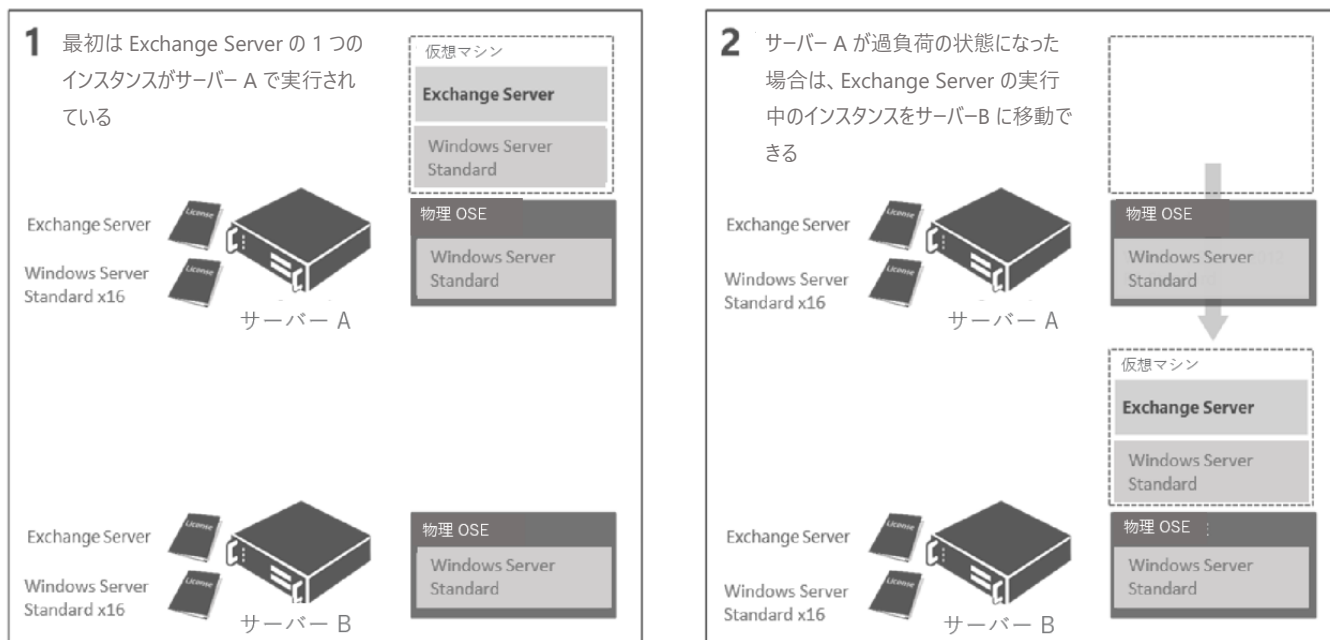 1 最初は Exchange Server の 1 つの
インスタンスがサーバー A で実行され
ている
仮想マシン
Exchange Server
Windows Server
Standard
Exchange Server
License
Windows Server
Standard x16
License
サーバー A
物理 OSE
Windows Server
Standard
Exchange Server
License
Windows Server
Standard x16
License
サーバー B
物理 OSE
Windows Server
Standard
2 サーバー A が過負荷の状態になった
場合は、Exchange Server の実行
中のインスタンスをサーバーB に移動で
きる
Exchange Server
License
Windows Server
Standard x16
License
サーバー A
物理 OSE
Windows Server
Standard
仮想マシン
Exchange Server
Windows Server
Standard
Exchange Server
License
Windows Server
Standard x16
License
サーバー B
物理 OSE
Windows Server
Standard